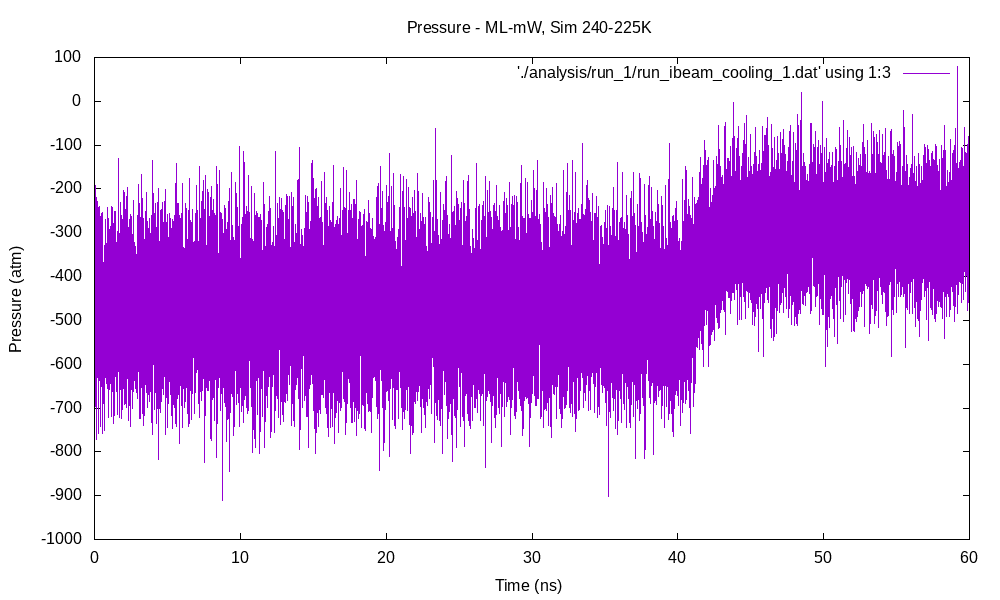 Pressure - ML-mW, Sim 240-225K
'./analysis/run_1/run_ibeam_cooling_1.dat' using 1:3
100
0
-100
-200
-300
-400
-500
-600
-700
-800
-900
-1000
Pressure (atm)
0 10 20 30 40 50 60
Time (ns)